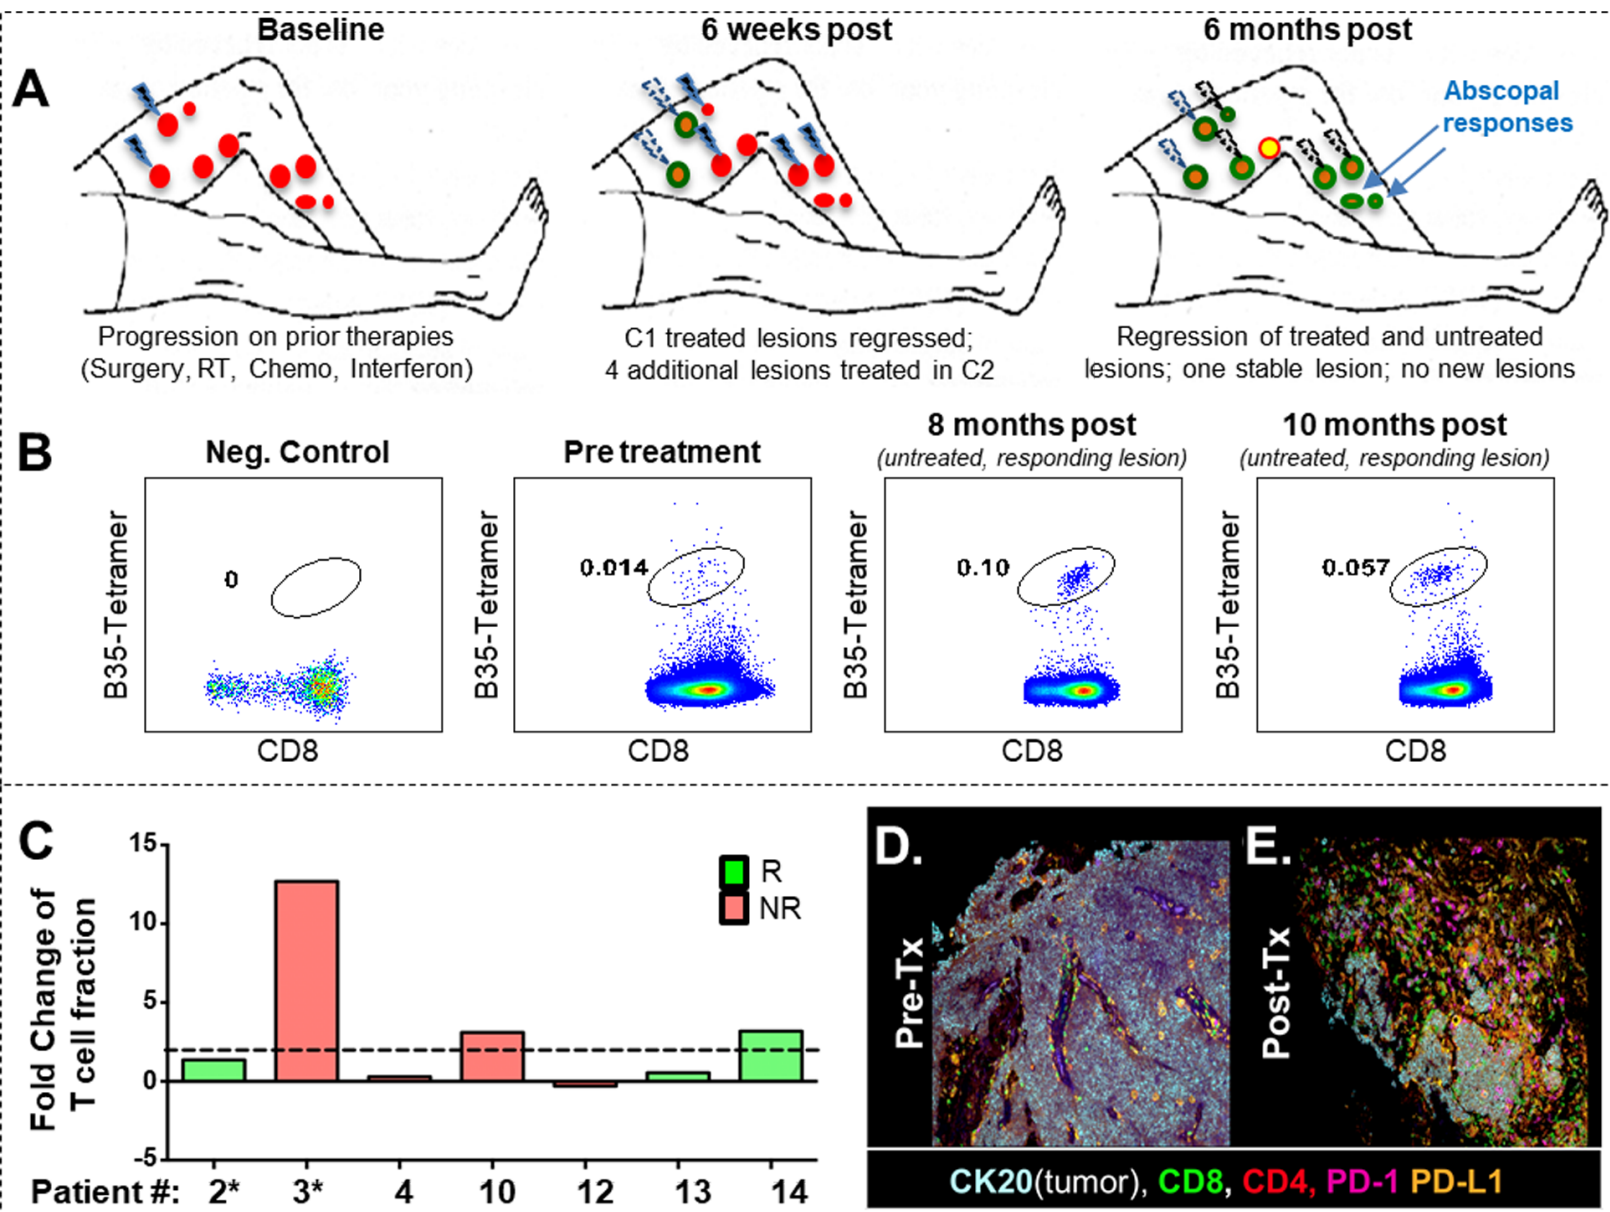 Baseline
6 weeks post
6 months post
A
Abscopal
responses
Progression on prior therapies
(Surgery, RT, Chemo, Interferon)
C1 treated lesions regressed;
4 additional lesions treated in C2
Regression of treated and untreated
lesions; one stable lesion; no new lesions
B
Neg. Control
Pre treatment
8 months post
(untreated, responding lesion)
10 months post
(untreated, responding lesion)
B35-Tetramer
0
CD8
B35-Tetramer
0.014
CD8
B35-Tetramer
0.10
CD8
B35-Tetramer
0.057
CD8
C
Fold Change of
T cell fraction
15
10
5
0
-5
R
NR
Patient #: 2* 3* 4 10 12 13 14
D.
Pre-Tx
E.
Post-Tx
CK20(tumor), CD8, CD4, PD-1 PD-L1